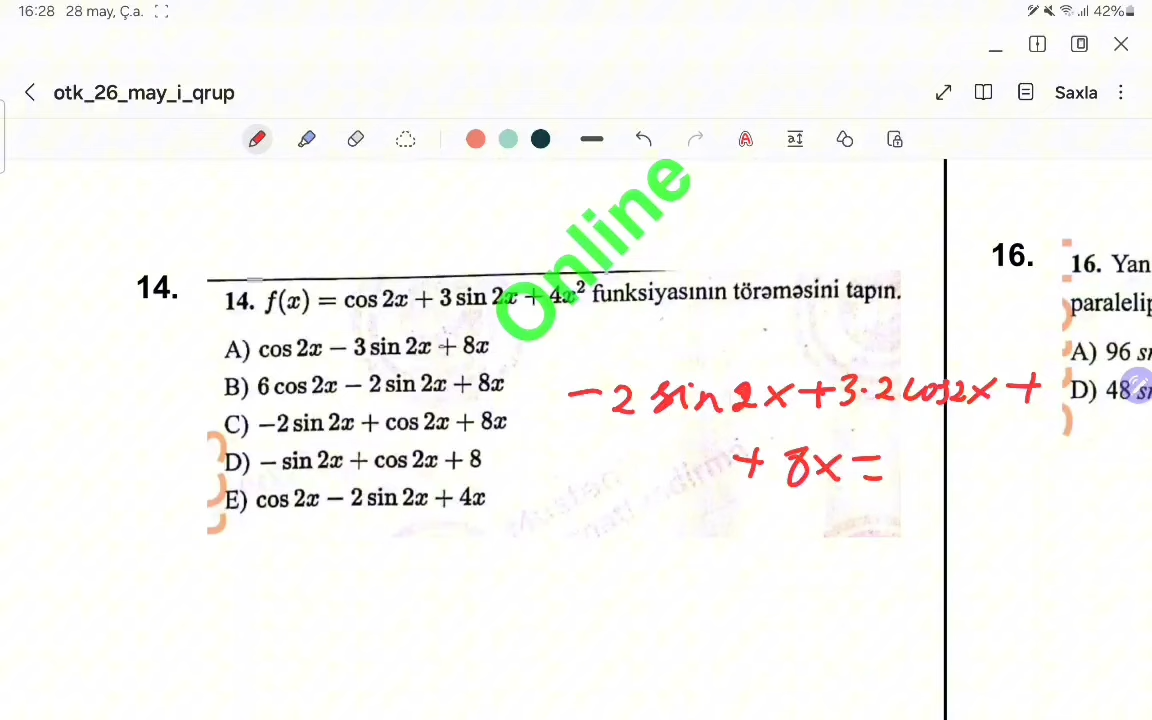 16:28 28 may, Ç.a. 42%
otk_26_may_i_qrup Saxla
Online
14.
14. f(x) = cos 2x + 3 sin 2x + 4x² funksiyasının törəməsini tapın.
A) cos 2x − 3 sin 2x + 8x
B) 6 cos 2x − 2 sin 2x + 8x
C) −2 sin 2x + cos 2x + 8x
D) − sin 2x + cos 2x + 8
E) cos 2x − 2 sin 2x + 4x
− 2 sin 2x + 3·2 cos 2x +
+ 8x =
16.
16. Yan
paralelip
A) 96 sm
D) 48 sm